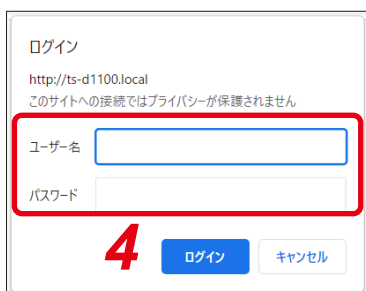 ログイン
http://ts-d1100.local
このサイトへの接続ではプライバシーが保護されません
ユーザー名
パスワード
4
ログイン キャンセル